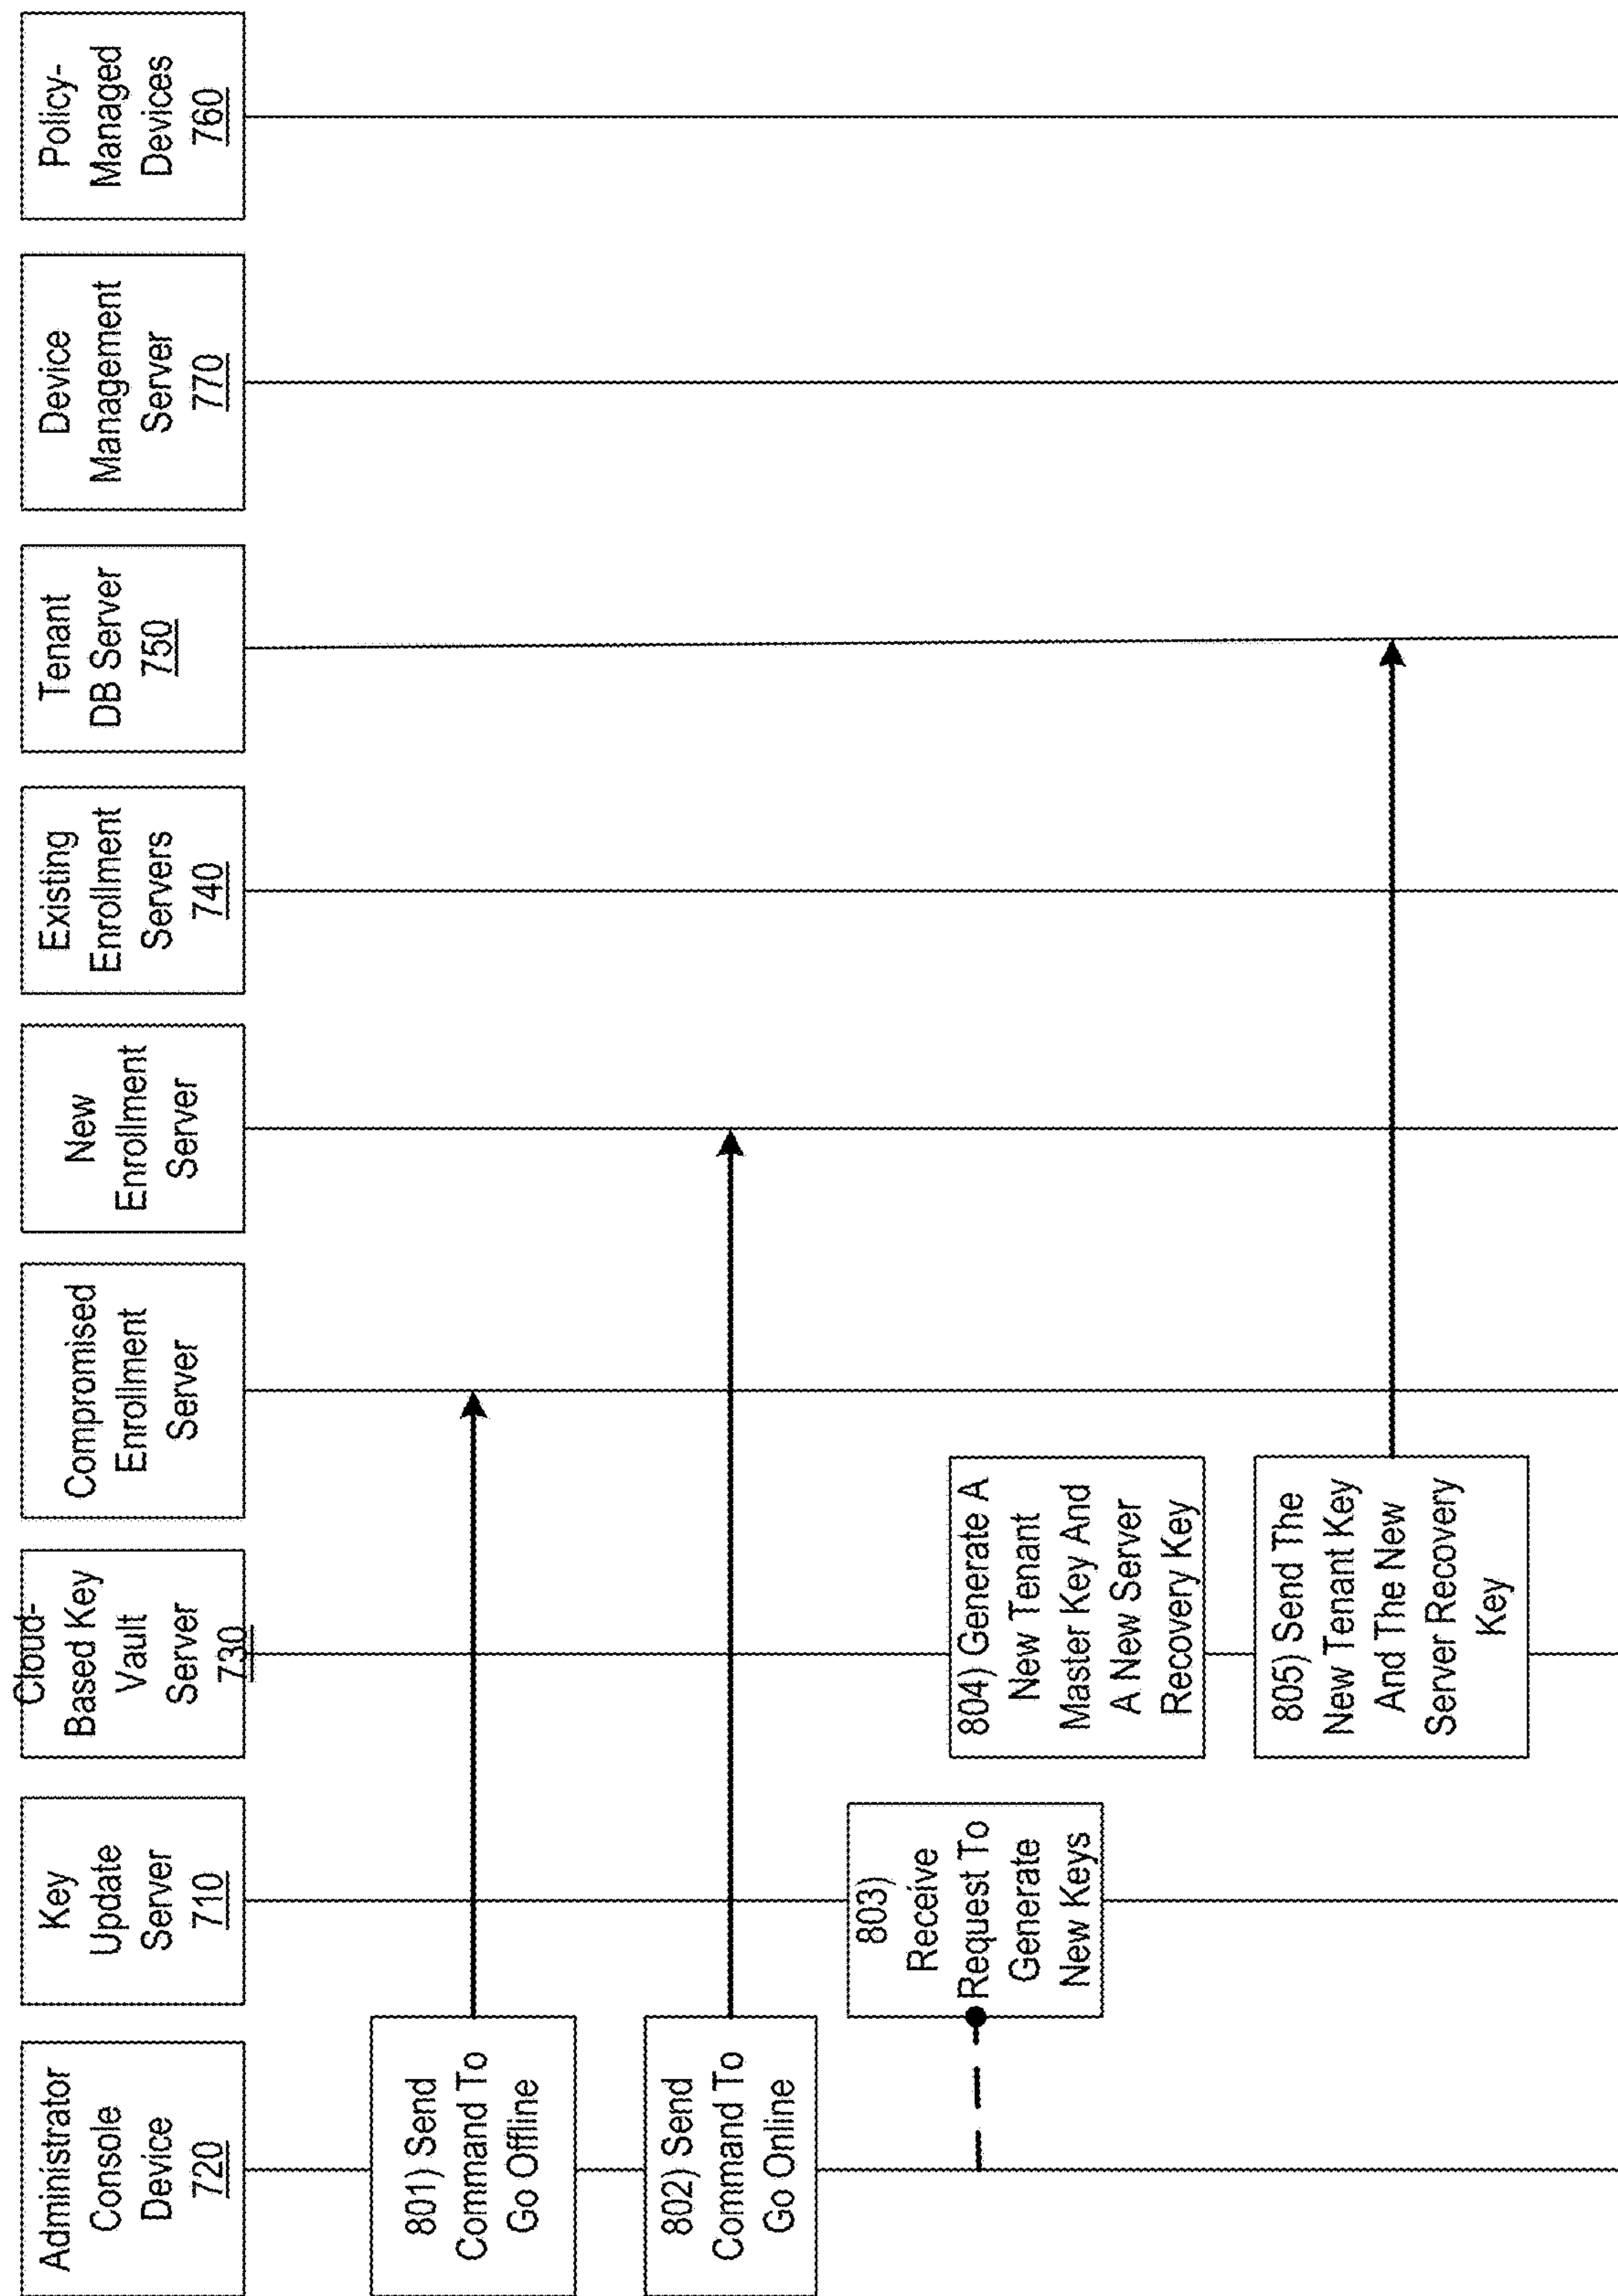 Administrator
Console
Device
720
Key
Update
Server
710
Cloud-
Based Key
Vault
Server
730
Compromised
Enrollment
Server
New
Enrollment
Server
Existing
Enrollment
Servers
740
Tenant
DB Server
750
Device
Management
Server
770
Policy-
Managed
Devices
760
801) Send
Command To
Go Offline
802) Send
Command To
Go Online
803)
Receive
Request To
Generate
New Keys
804) Generate A
New Tenant
Master Key And
A New Server
Recovery Key
805) Send The
New Tenant Key
And The New
Server Recovery
Key